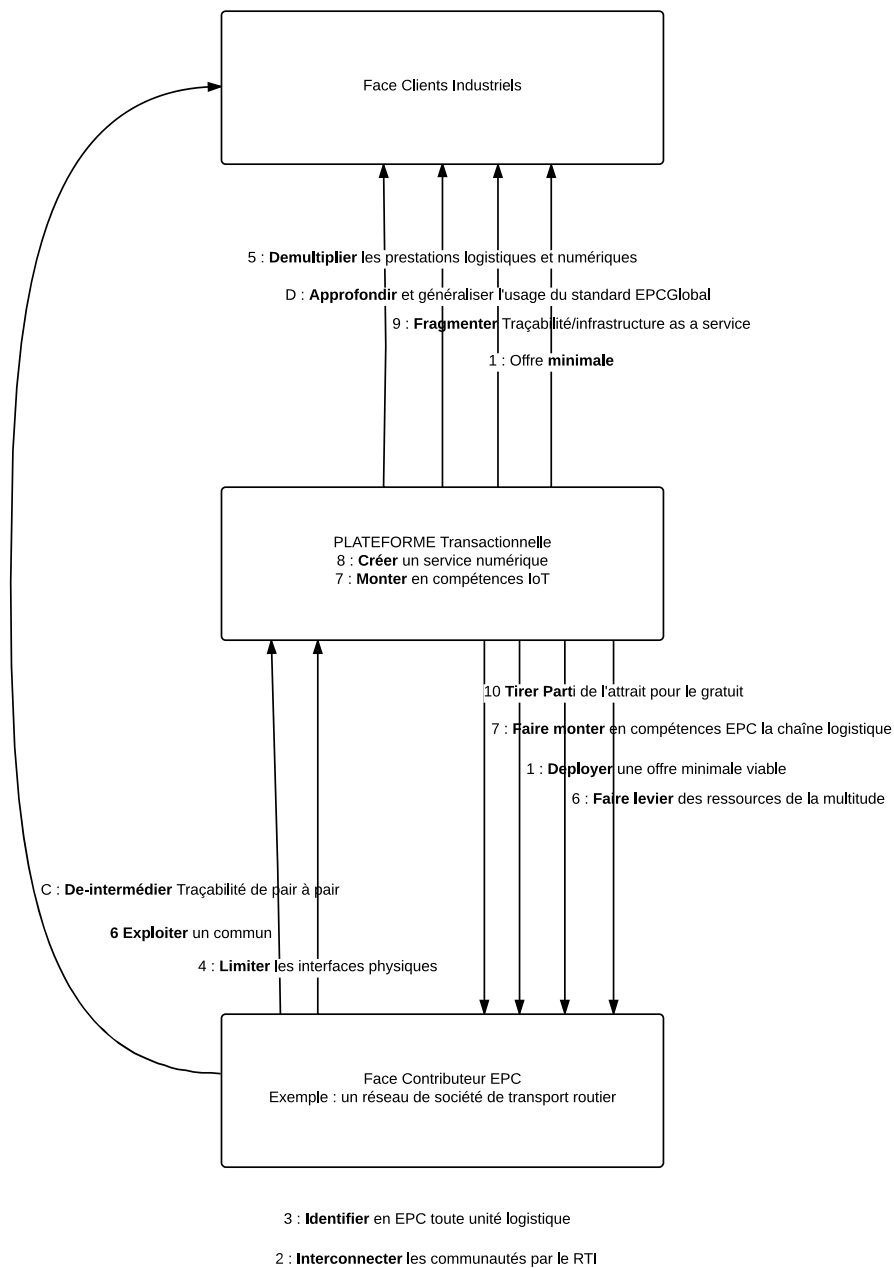 Face Clients Industriels
5 : Demultiplier les prestations logistiques et numériques
D : Approfondir et généraliser l'usage du standard EPCGlobal
9 : Fragmenter Traçabilité/infrastructure as a service
1 : Offre minimale
PLATEFORME Transactionnelle
8 : Créer un service numérique
7 : Monter en compétences IoT
10 Tirer Parti de l'attrait pour le gratuit
7 : Faire monter en compétences EPC la chaîne logistique
1 : Deployer une offre minimale viable
6 : Faire levier des ressources de la multitude
C : De-intermédier Traçabilité de pair à pair
6 Exploiter un commun
4 : Limiter les interfaces physiques
Face Contributeur EPC
Exemple : un réseau de société de transport routier
3 : Identifier en EPC toute unité logistique
2 : Interconnecter les communautés par le RTI